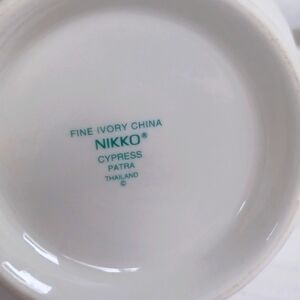 FINE IVORY CHINA
NIKKO®
CYPRESS
PATRA
THAILAND
©